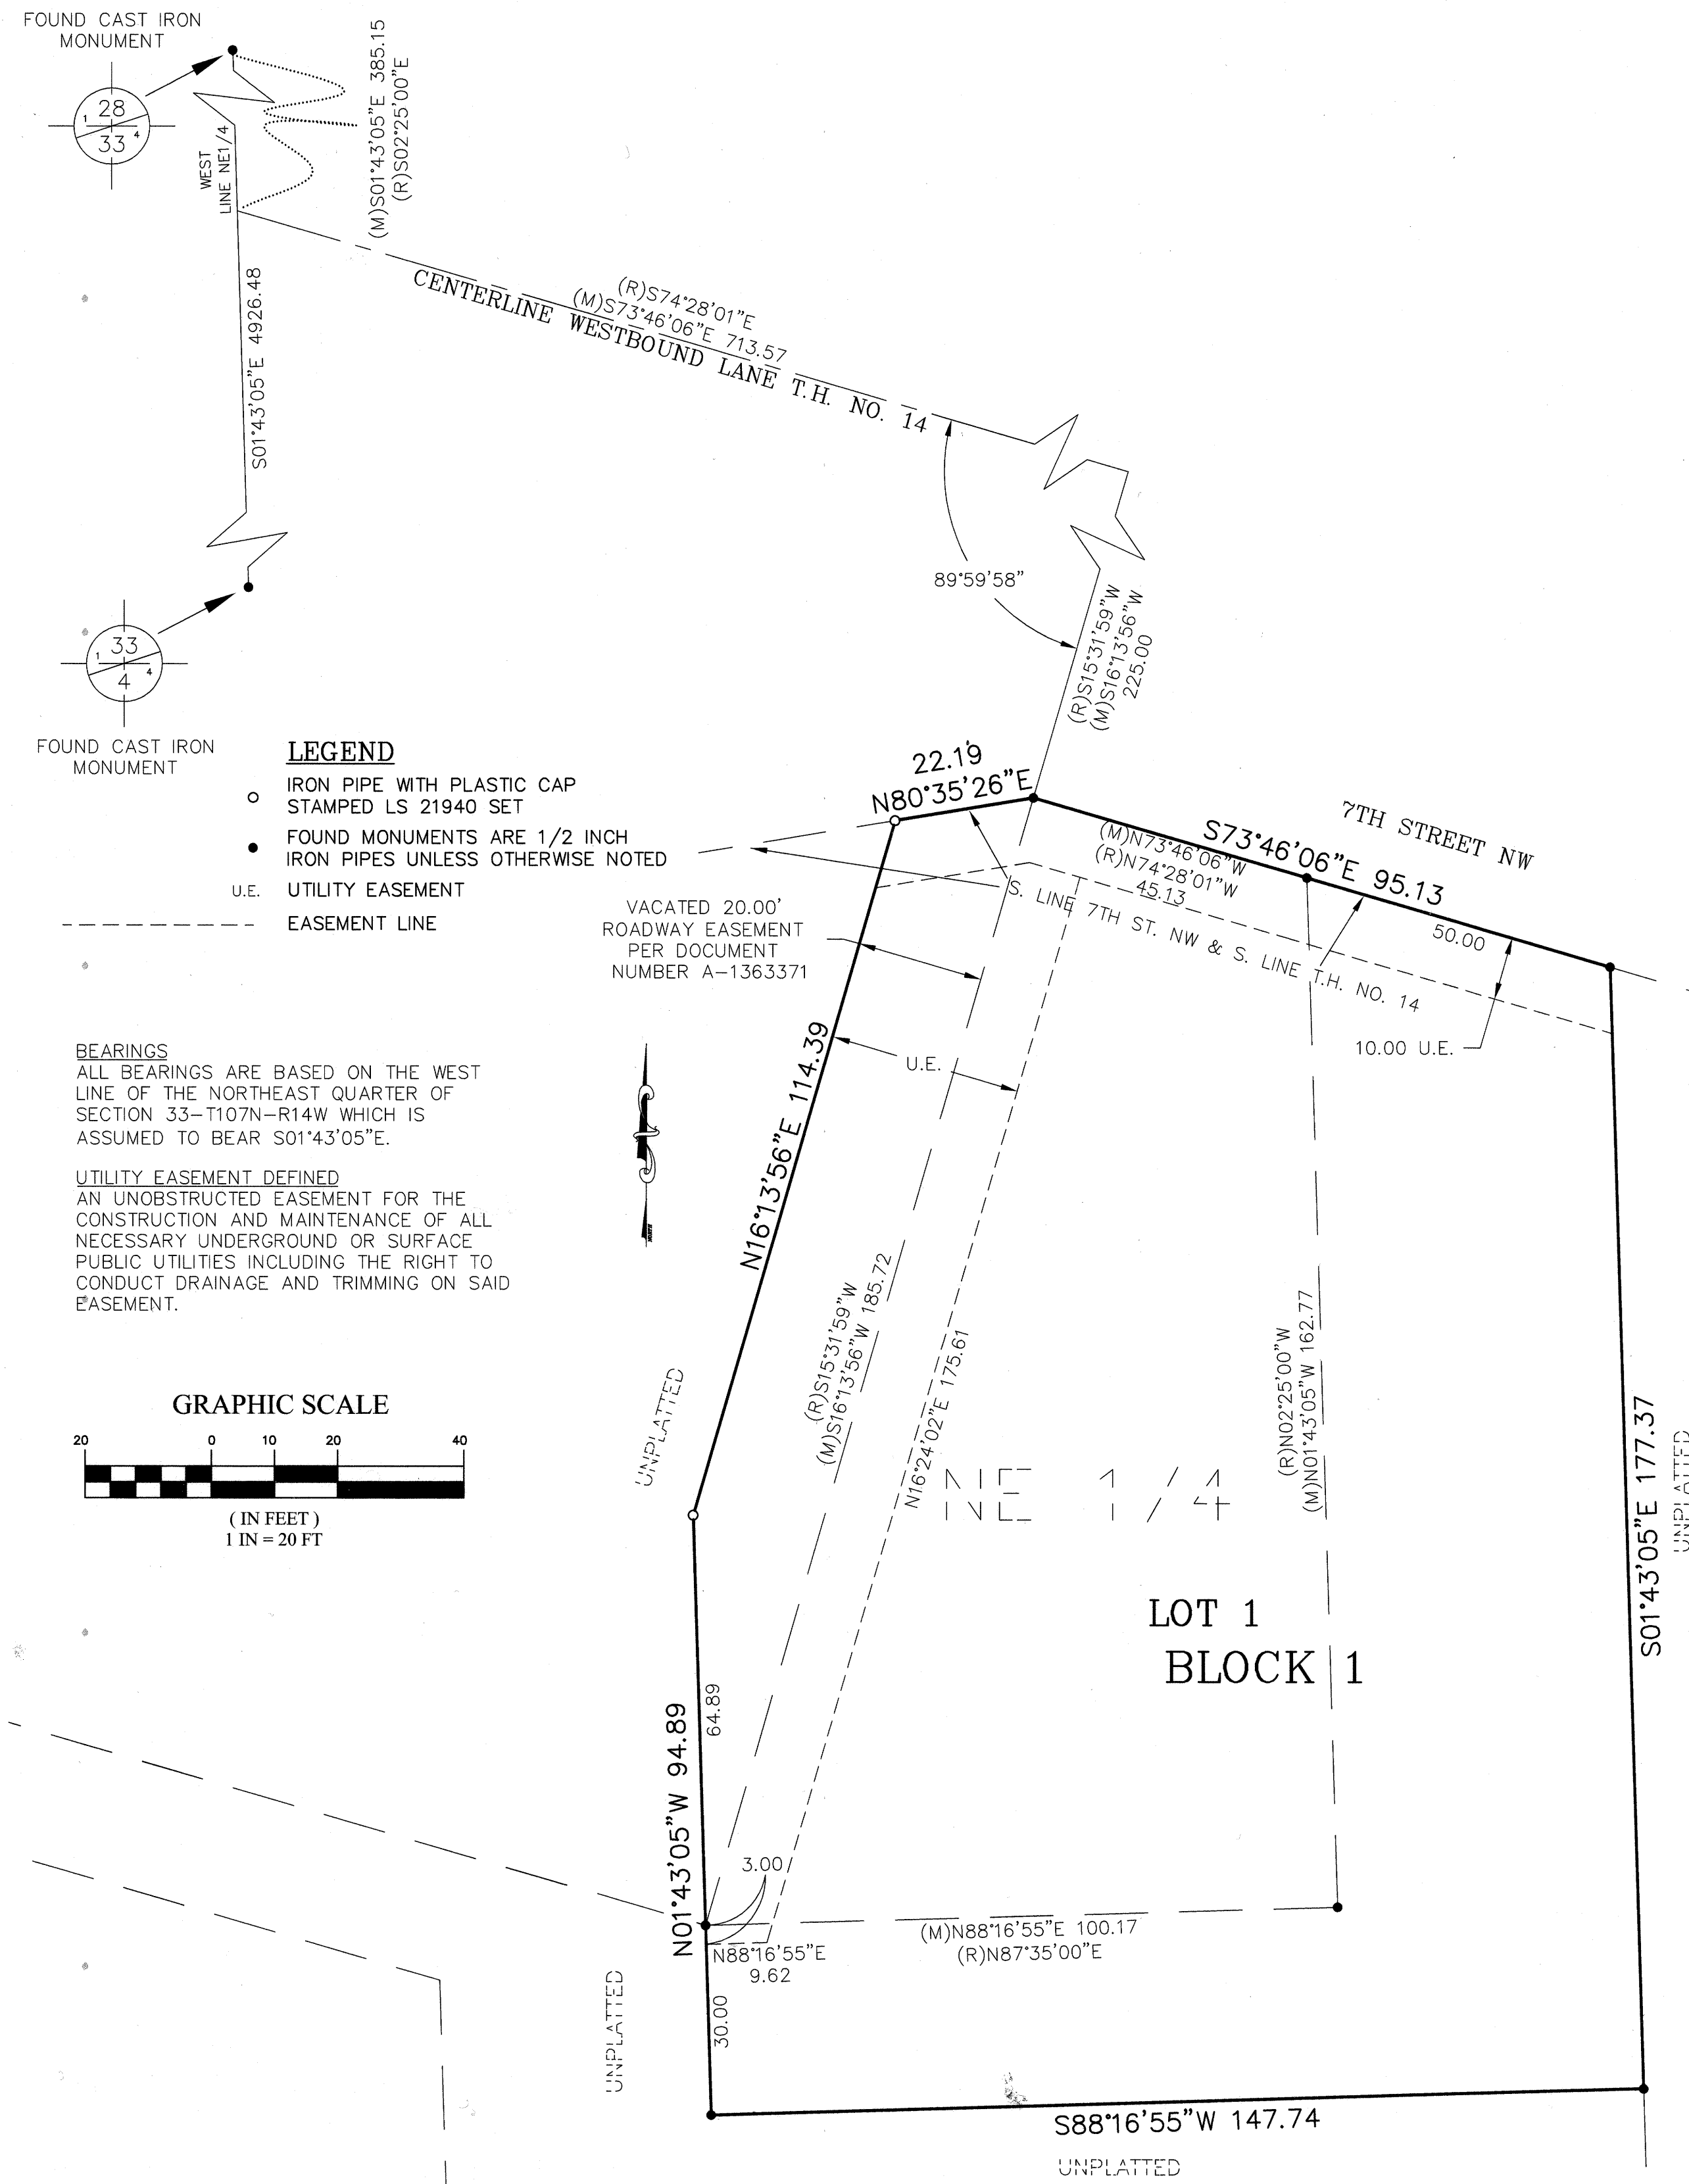 FOUND CAST IRON
MONUMENT
28
1 4
33
WEST
LINE NE1/4
(M)S01°43'05"E 385.15
(R)S02°25'00"E
S01°43'05"E 4926.48
(R)S74°28'01"E
(M)S73°46'06"E 713.57
CENTERLINE WESTBOUND LANE T.H. NO. 14
89°59'58"
(R)S15°31'59"W
(M)S16°13'56"W
225.00
33
1 4
4
FOUND CAST IRON
MONUMENT
LEGEND
IRON PIPE WITH PLASTIC CAP
STAMPED LS 21940 SET
FOUND MONUMENTS ARE 1/2 INCH
IRON PIPES UNLESS OTHERWISE NOTED
U.E. UTILITY EASEMENT
EASEMENT LINE
22.19
N80°35'26"E
7TH STREET NW
S73°46'06"E 95.13
(M)N73°46'06"W
(R)N74°28'01"W
45.13
50.00
S. LINE 7TH ST. NW & S. LINE T.H. NO. 14
10.00 U.E.
VACATED 20.00'
ROADWAY EASEMENT
PER DOCUMENT
NUMBER A-1363371
U.E.
N16°13'56"E 114.39
BEARINGS
ALL BEARINGS ARE BASED ON THE WEST
LINE OF THE NORTHEAST QUARTER OF
SECTION 33-T107N-R14W WHICH IS
ASSUMED TO BEAR S01°43'05"E.
UTILITY EASEMENT DEFINED
AN UNOBSTRUCTED EASEMENT FOR THE
CONSTRUCTION AND MAINTENANCE OF ALL
NECESSARY UNDERGROUND OR SURFACE
PUBLIC UTILITIES INCLUDING THE RIGHT TO
CONDUCT DRAINAGE AND TRIMMING ON SAID
EASEMENT.
GRAPHIC SCALE
20 0 10 20 40
( IN FEET )
1 IN = 20 FT
UNPLATTED
(R)S15°31'59"W
(M)S16°13'56"W 185.72
N16°24'02"E 175.61
(R)N02°25'00"W
(M)N01°43'05"W 162.77
NE 1/4
LOT 1
BLOCK 1
S01°43'05"E 177.37
UNPLATTED
N01°43'05"W 94.89
64.89
3.00
N88°16'55"E
9.62
(M)N88°16'55"E 100.17
(R)N87°35'00"E
30.00
UNPLATTED
S88°16'55"W 147.74
UNPLATTED